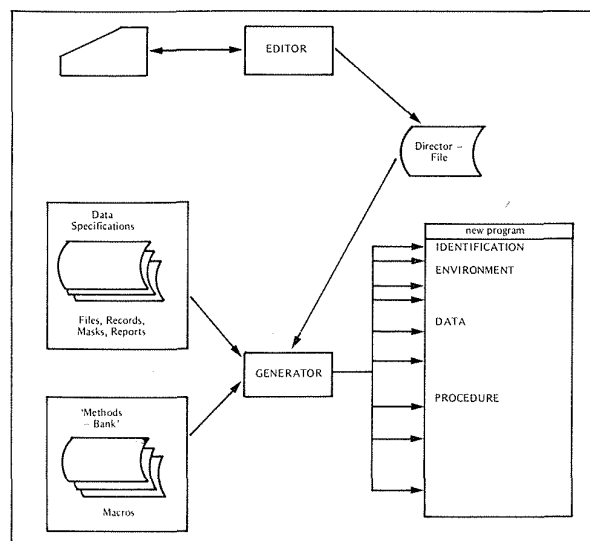 EDITOR
Director –
File
Data
Specifications
Files, Records,
Masks, Reports
'Methods
– Bank'
Macros
GENERATOR
new program
IDENTIFICATION
ENVIRONMENT
DATA
PROCEDURE